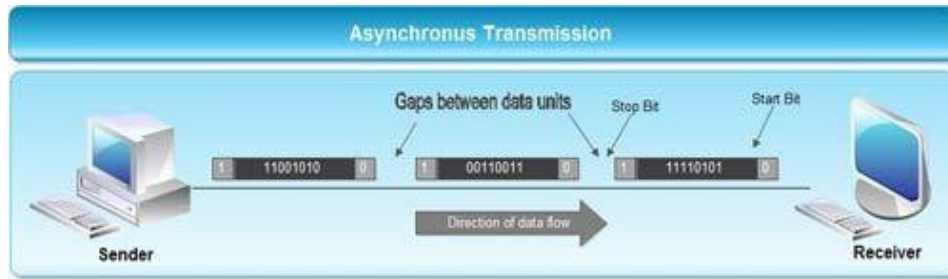 Asynchronus Transmission
Gaps between data units
Stop Bit
Start Bit
1 11001010 0
1 00110011 0
1 11110101 0
Direction of data flow
Sender
Receiver